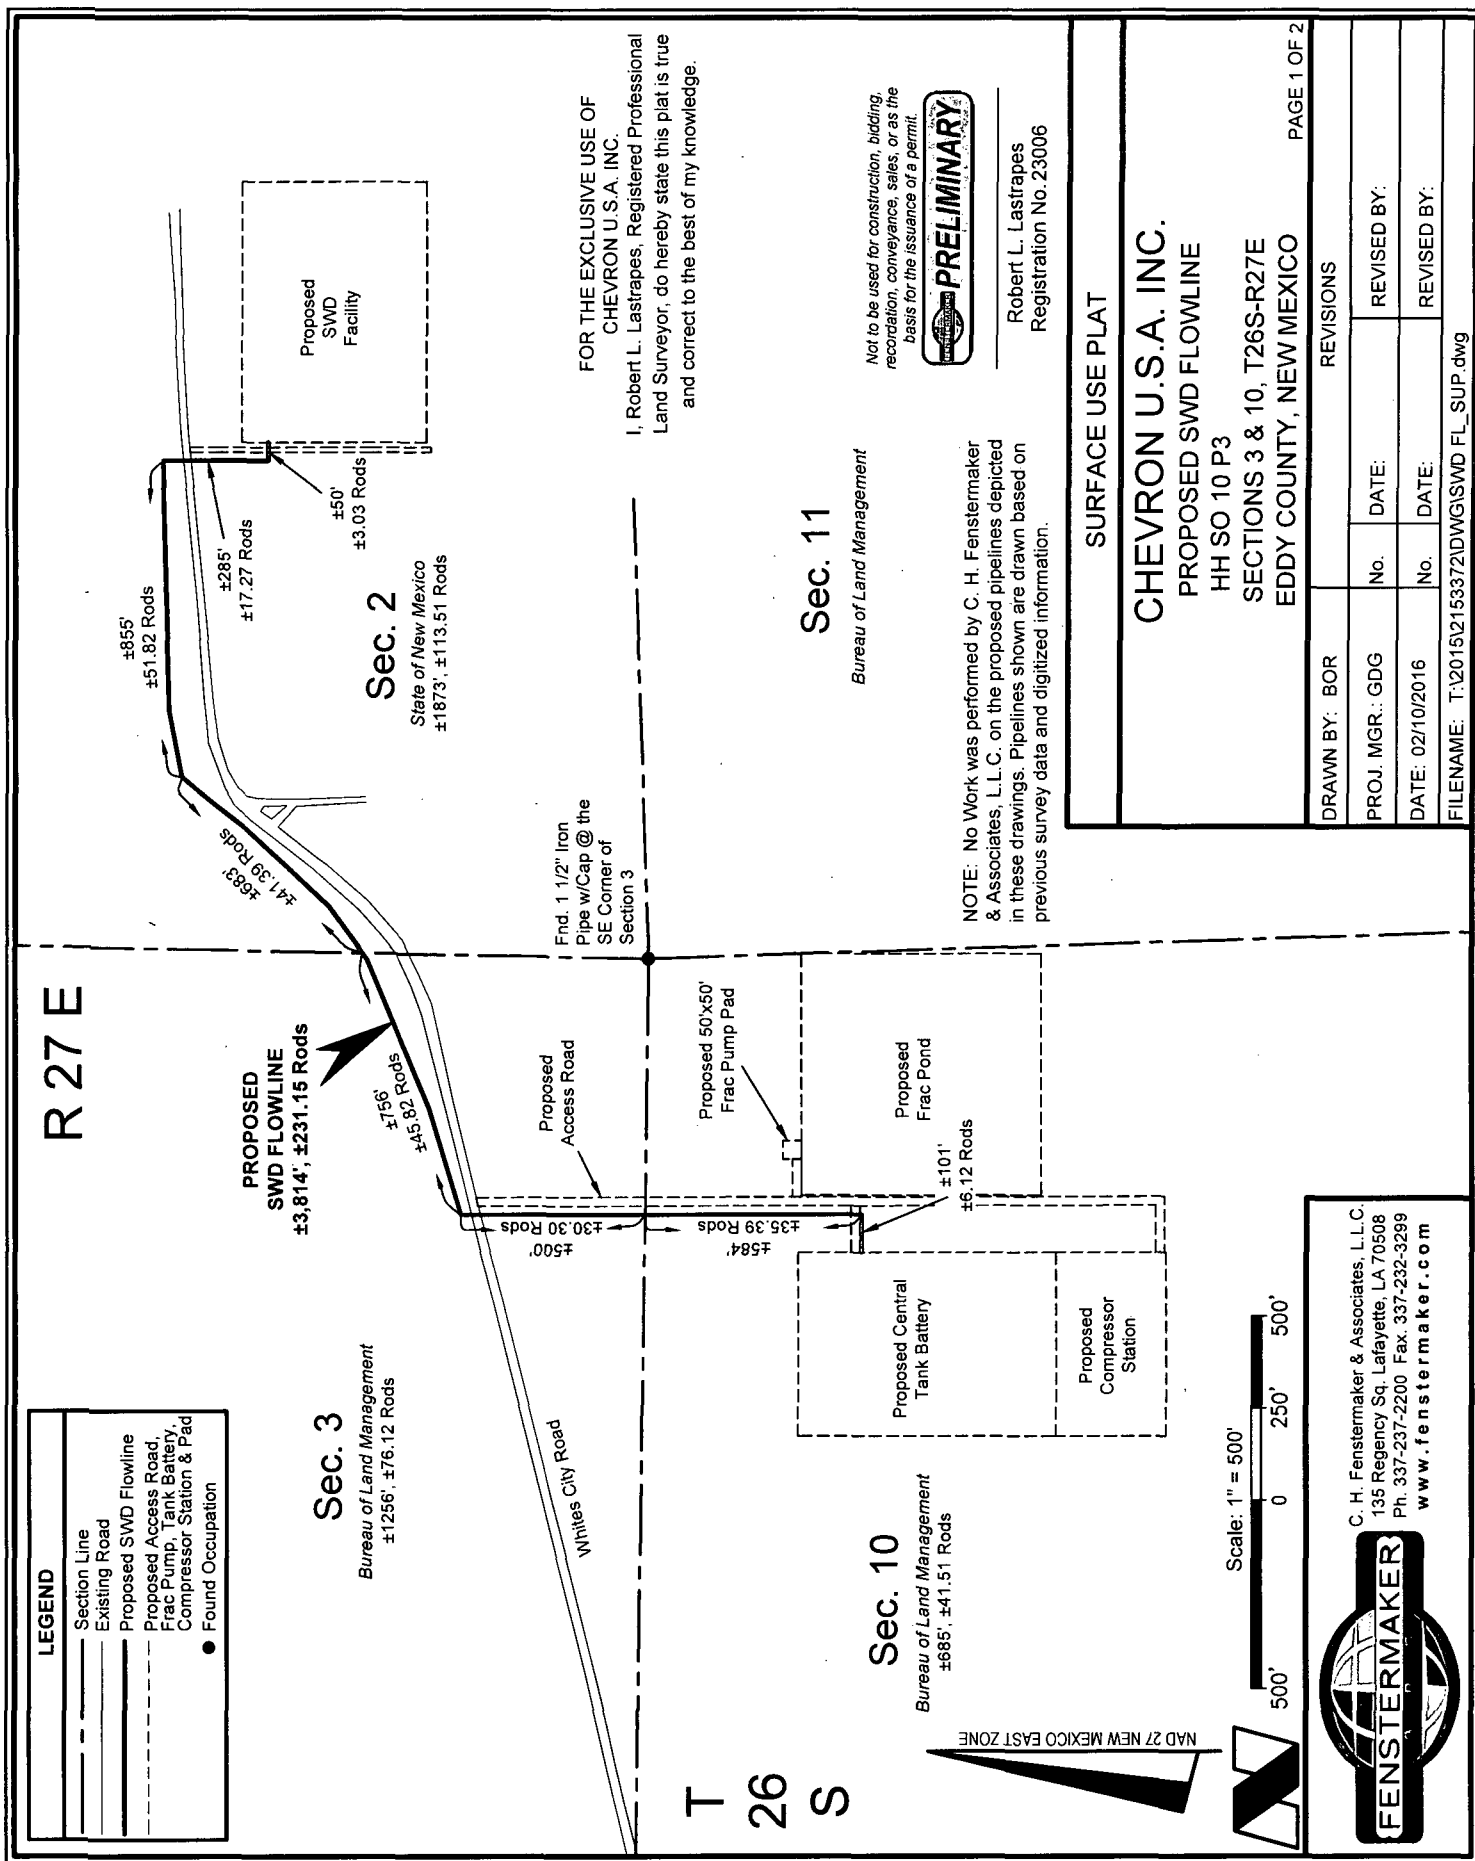 R 27 E
T
26
S
LEGEND
Section Line
Existing Road
Proposed SWD Flowline
Proposed Access Road,
Frac Pump, Tank Battery,
Compressor Station & Pad
Found Occupation
PROPOSED
SWD FLOWLINE
±3,814', ±231.15 Rods
Sec. 3
Bureau of Land Management
±1256', ±76.12 Rods
Whites City Road
±756'
±45.82 Rods
±683'
±41.39 Rods
±855'
±51.82 Rods
±285'
±17.27 Rods
±50'
±3.03 Rods
Proposed
SWD
Facility
Sec. 2
State of New Mexico
±1873', ±113.51 Rods
Proposed
Access Road
±500'
±30.30 Rods
Fnd. 1 1/2" Iron
Pipe w/Cap @ the
SE Corner of
Section 3
FOR THE EXCLUSIVE USE OF
CHEVRON U.S.A. INC.
I, Robert L. Lastrapes, Registered Professional
Land Surveyor, do hereby state this plat is true
and correct to the best of my knowledge.
±584'
±35.39 Rods
Proposed 50'x50'
Frac Pump Pad
Proposed
Frac Pond
±101'
±6.12 Rods
Proposed Central
Tank Battery
Proposed
Compressor
Station
Sec. 10
Bureau of Land Management
±685', ±41.51 Rods
Sec. 11
Bureau of Land Management
Not to be used for construction, bidding,
recordation, conveyance, sales, or as the
basis for the issuance of a permit.
FENSTERMAKER
PRELIMINARY
Robert L. Lastrapes
Registration No. 23006
NOTE: No Work was performed by C. H. Fenstermaker
& Associates, L.L.C. on the proposed pipelines depicted
in these drawings. Pipelines shown are drawn based on
previous survey data and digitized information.
NAD 27 NEW MEXICO EAST ZONE
Scale: 1" = 500'
500' 0 250' 500'
FENSTERMAKER
C. H. Fenstermaker & Associates, L.L.C.
135 Regency Sq. Lafayette, LA 70508
Ph. 337-237-2200 Fax. 337-232-3299
www.fenstermaker.com
SURFACE USE PLAT
CHEVRON U.S.A. INC.
PROPOSED SWD FLOWLINE
HH SO 10 P3
SECTIONS 3 & 10, T26S-R27E
EDDY COUNTY, NEW MEXICO
PAGE 1 OF 2
DRAWN BY: BOR
REVISIONS
PROJ. MGR.: GDG
No. DATE: REVISED BY:
DATE: 02/10/2016
No. DATE: REVISED BY:
FILENAME: T:\2015\2153372\DWG\SWD FL_SUP.dwg